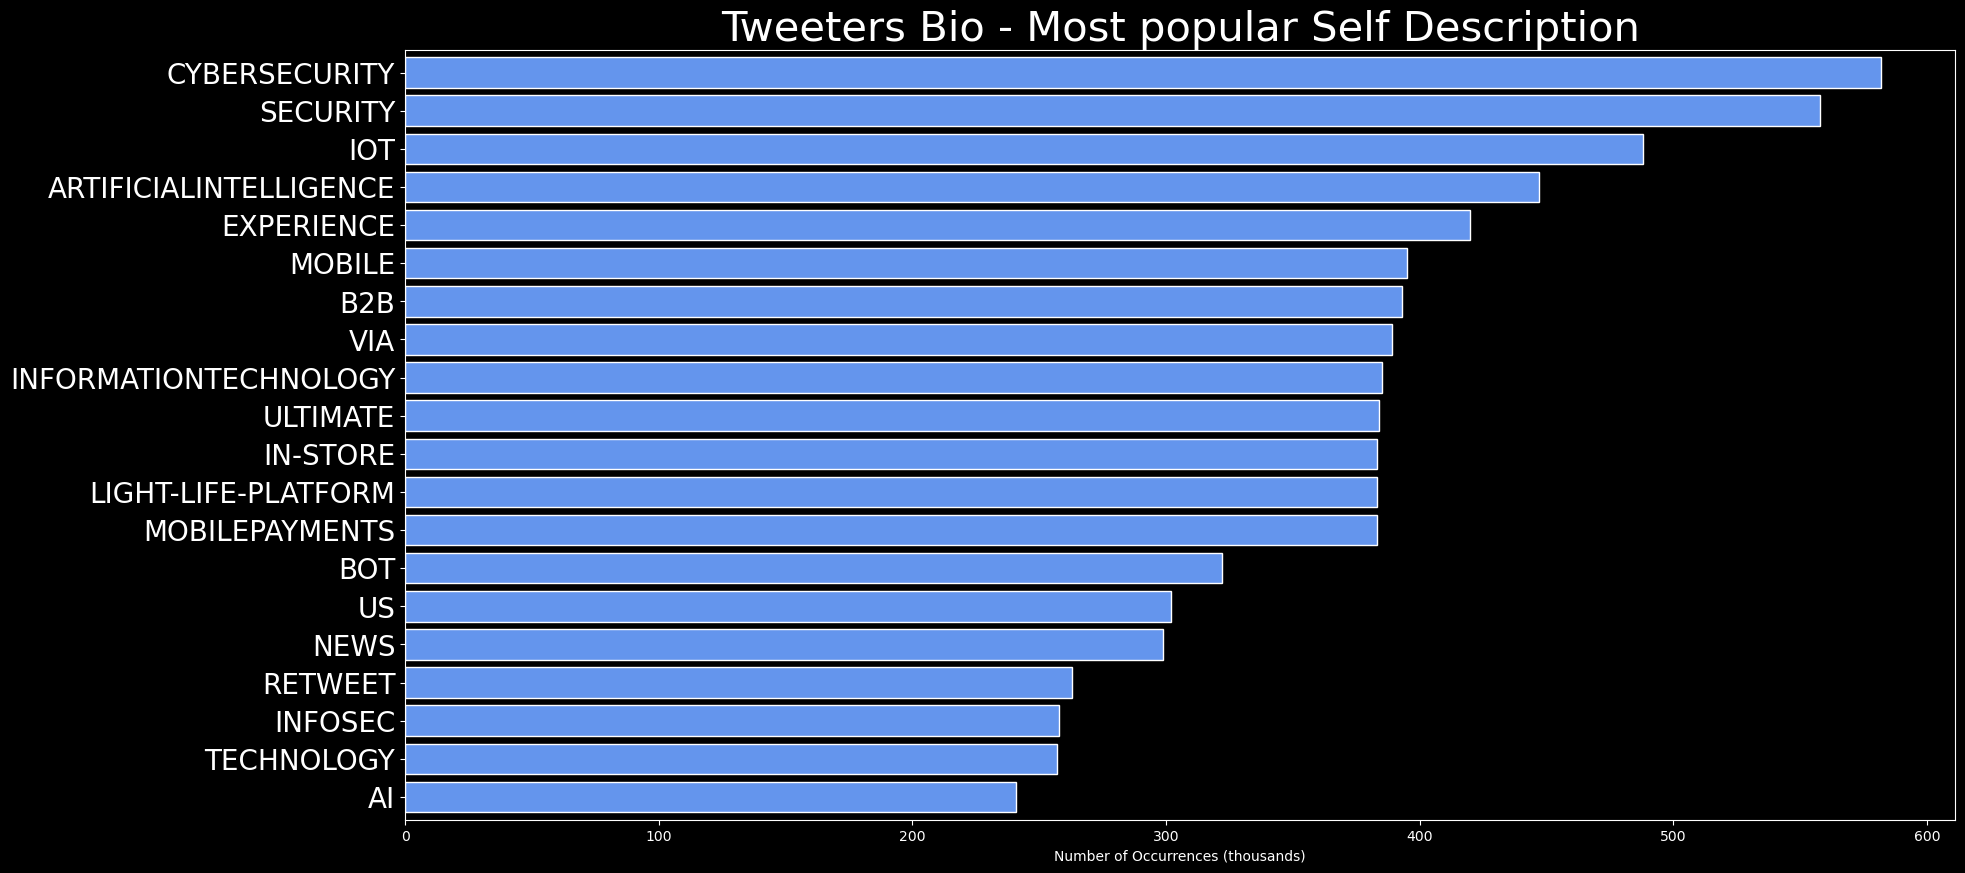 Tweeters Bio - Most popular Self Description
CYBERSECURITY
SECURITY
IOT
ARTIFICIALINTELLIGENCE
EXPERIENCE
MOBILE
B2B
VIA
INFORMATIONTECHNOLOGY
ULTIMATE
IN-STORE
LIGHT-LIFE-PLATFORM
MOBILEPAYMENTS
BOT
US
NEWS
RETWEET
INFOSEC
TECHNOLOGY
AI
0 100 200 300 400 500 600
Number of Occurrences (thousands)